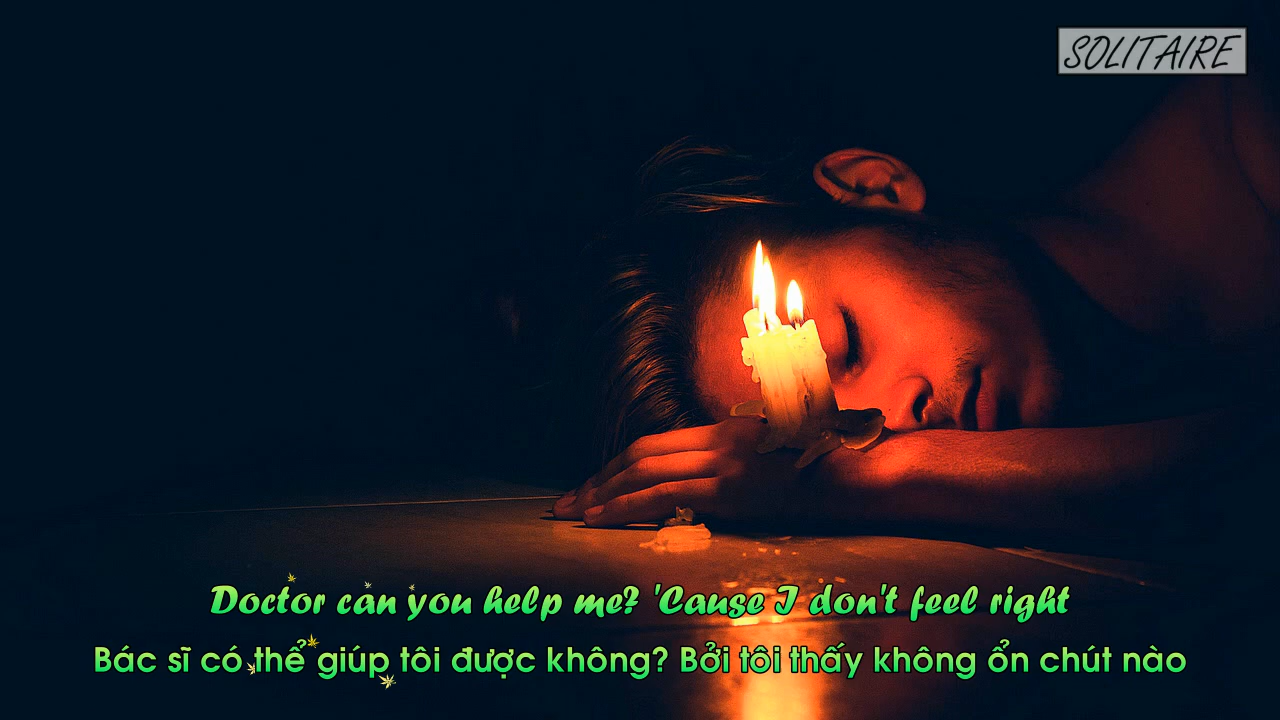 SOLITAIRE
Doctor can you help me? 'Cause I don't feel right
Bác sĩ có thể giúp tôi được không? Bởi tôi thấy không ổn chút nào